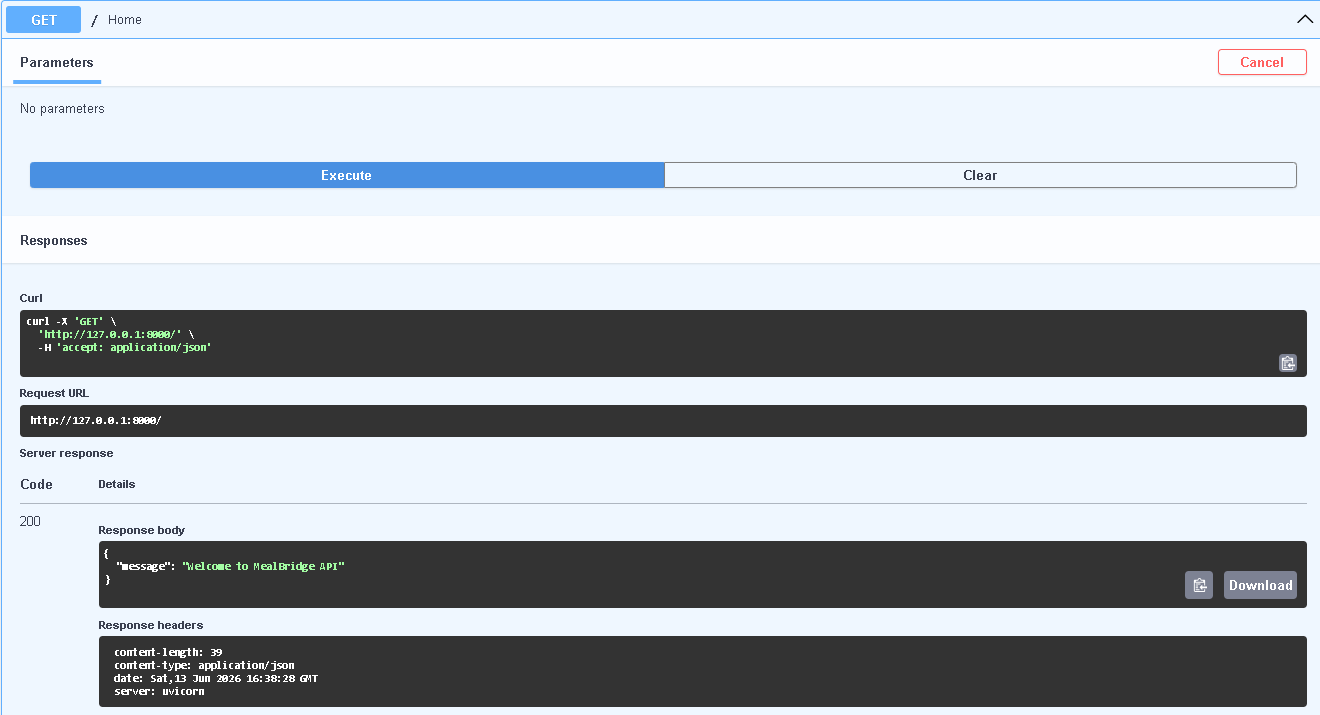 GET / Home
Parameters
Cancel
No parameters
Execute
Clear
Responses
Curl
curl -X 'GET' \
  'http://127.0.0.1:8000/' \
  -H 'accept: application/json'
Request URL
http://127.0.0.1:8000/
Server response
Code Details
200
Response body
{
  "message": "Welcome to MealBridge API"
}
Download
Response headers
content-length: 39
content-type: application/json
date: Sat,13 Jun 2026 16:38:28 GMT
server: uvicorn